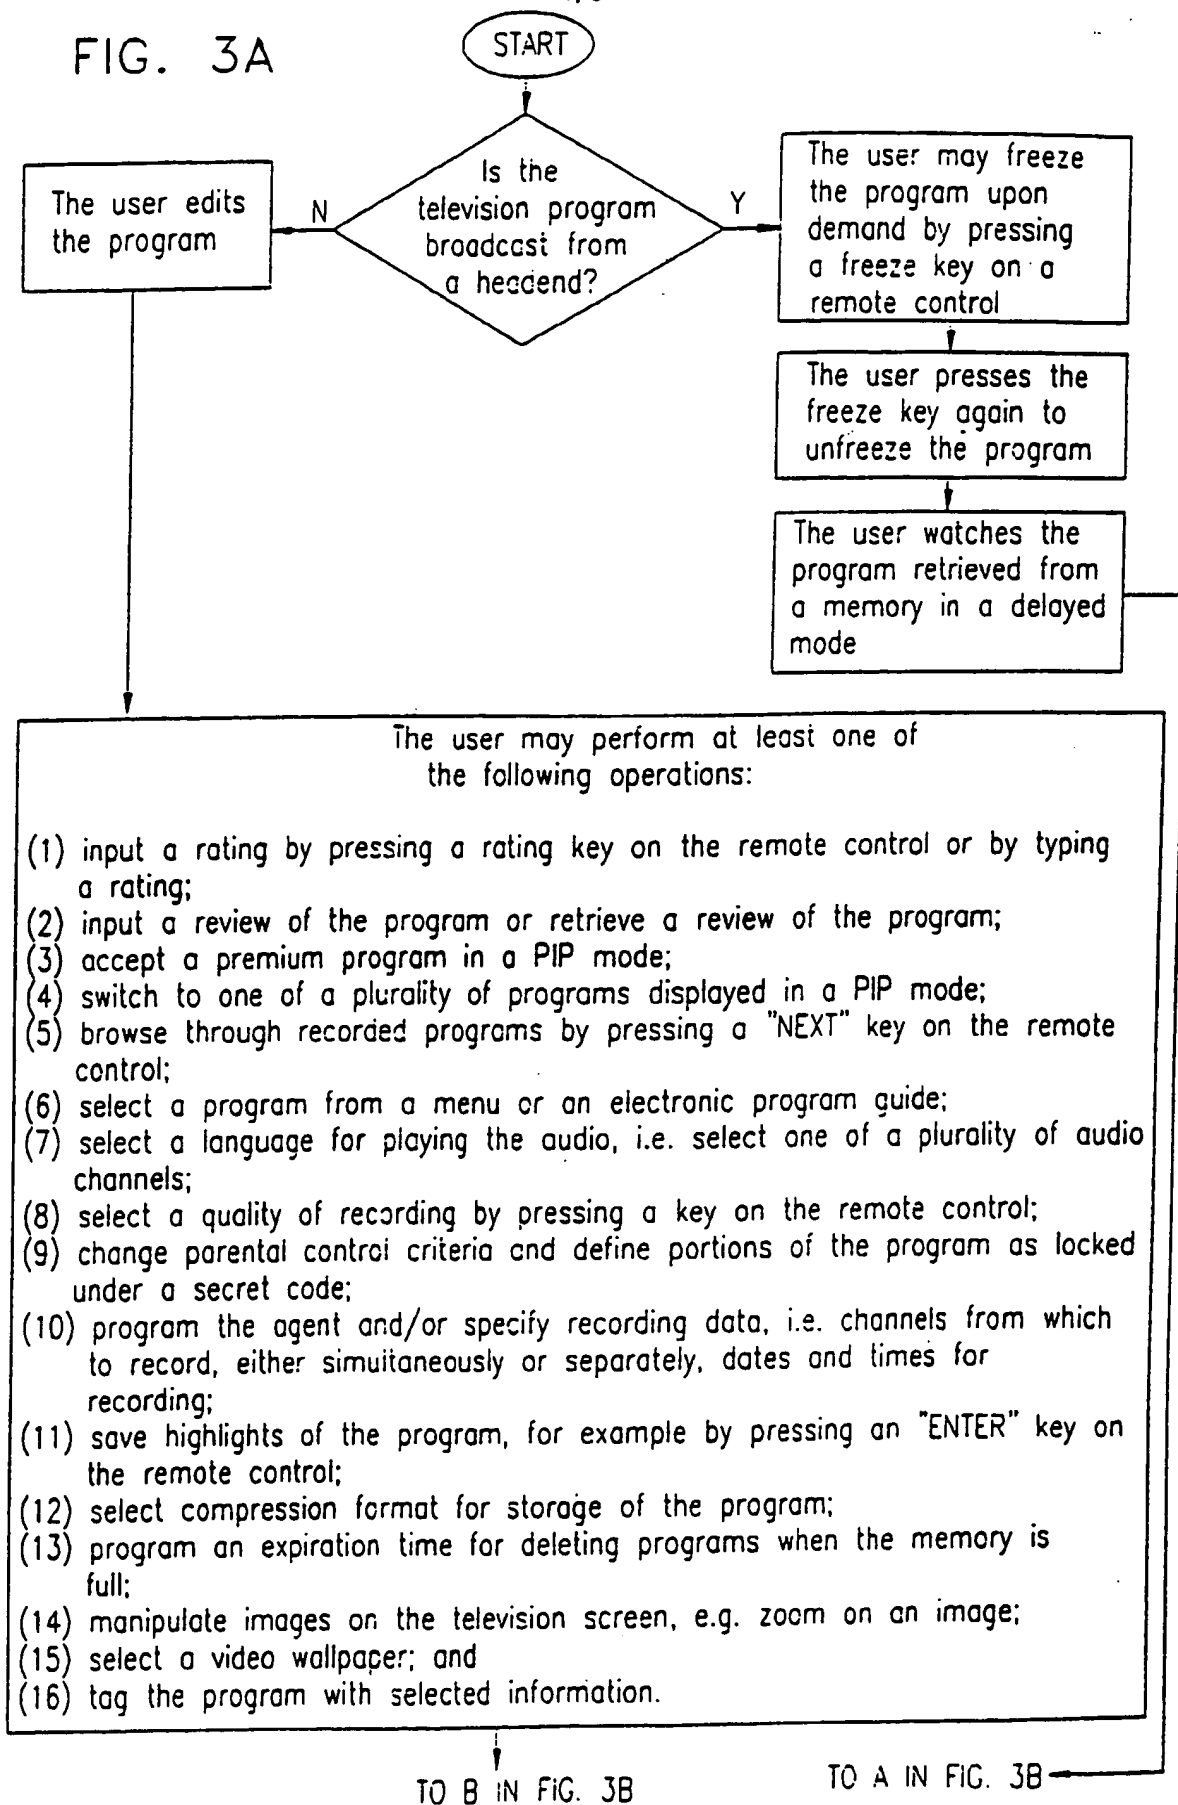 FIG. 3A
START
Is the
television program
broadcast from
a headend?
N
Y
The user edits
the program
The user may freeze
the program upon
demand by pressing
a freeze key on a
remote control
The user presses the
freeze key again to
unfreeze the program
The user watches the
program retrieved from
a memory in a delayed
mode
The user may perform at least one of
the following operations:
(1) input a rating by pressing a rating key on the remote control or by typing
a rating;
(2) input a review of the program or retrieve a review of the program;
(3) accept a premium program in a PIP mode;
(4) switch to one of a plurality of programs displayed in a PIP mode;
(5) browse through recorded programs by pressing a "NEXT" key on the remote
control;
(6) select a program from a menu or an electronic program guide;
(7) select a language for playing the audio, i.e. select one of a plurality of audio
channels;
(8) select a quality of recording by pressing a key on the remote control;
(9) change parental control criteria and define portions of the program as locked
under a secret code;
(10) program the agent and/or specify recording data, i.e. channels from which
to record, either simultaneously or separately, dates and times for
recording;
(11) save highlights of the program, for example by pressing an "ENTER" key on
the remote control;
(12) select compression format for storage of the program;
(13) program an expiration time for deleting programs when the memory is
full;
(14) manipulate images on the television screen, e.g. zoom on an image;
(15) select a video wallpaper; and
(16) tag the program with selected information.
TO B IN FIG. 3B
TO A IN FIG. 3B